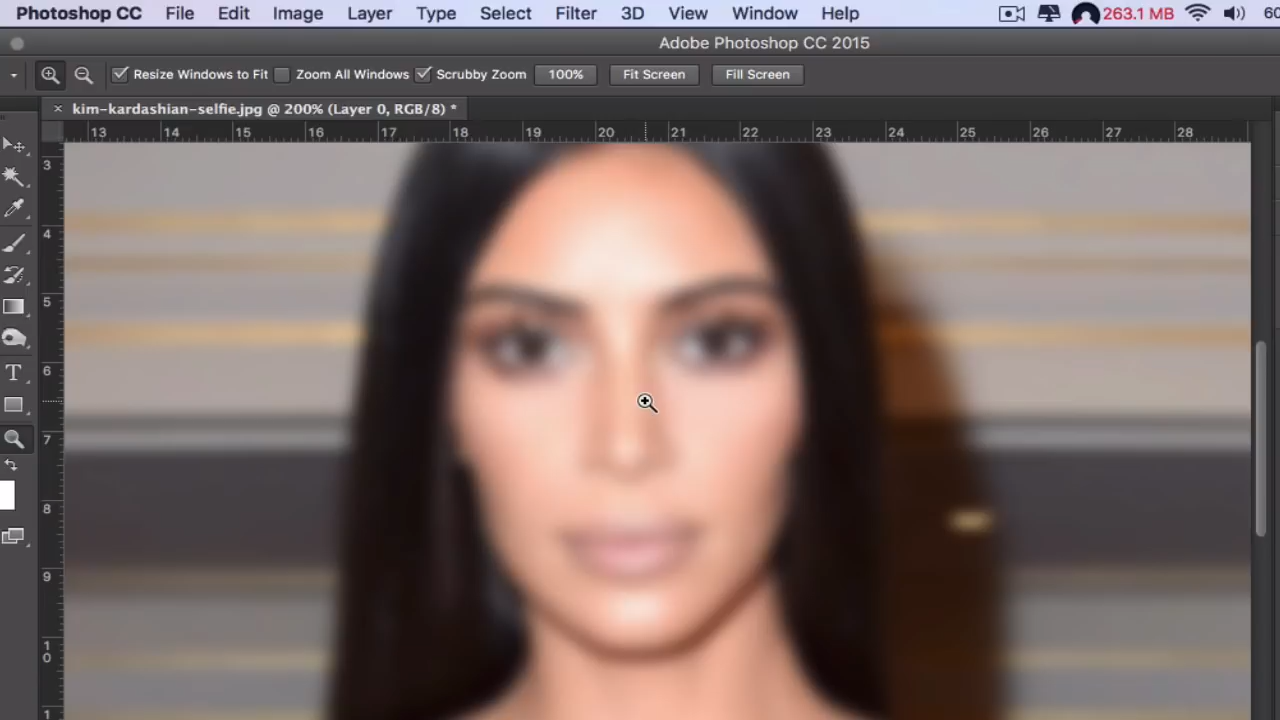 Photoshop CC File Edit Image Layer Type Select Filter 3D View Window Help 263.1 MB 60
Adobe Photoshop CC 2015
Resize Windows to Fit Zoom All Windows Scrubby Zoom 100% Fit Screen Fill Screen
× kim-kardashian-selfie.jpg @ 200% (Layer 0, RGB/8) *
13 14 15 16 17 18 19 20 21 22 23 24 25 26 27 28
3
4
5
6
7
8
9
10
1
T